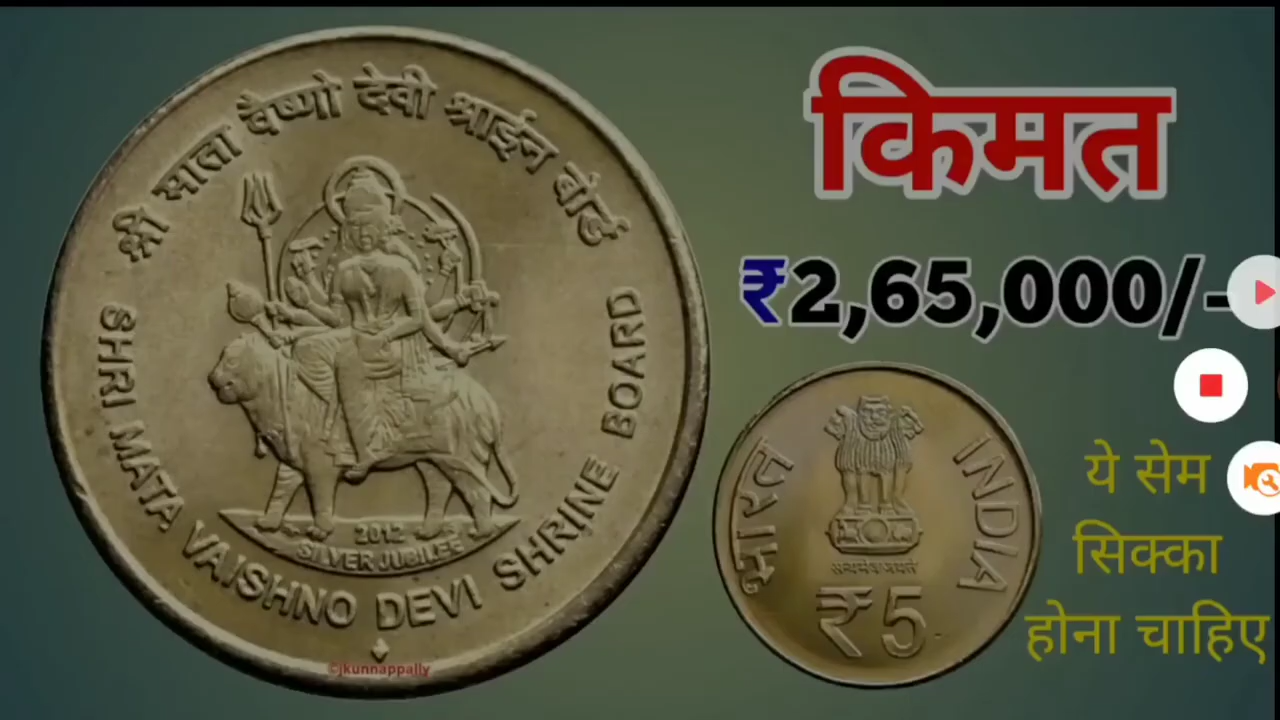 श्री माता वैष्णो देवी श्राईन बोर्ड
SHRI MATA VAISHNO DEVI SHRINE BOARD
2012
SILVER JUBILEE
©jkunnappally
किमत
₹2,65,000/-
भारत
INDIA
सत्यमेव जयते
₹5
ये सेम
सिक्का
होना चाहिए